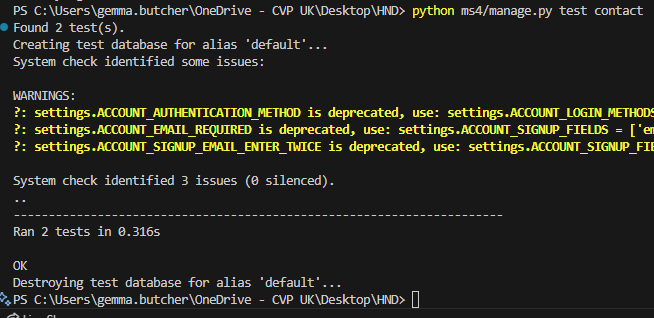 PS C:\Users\gemma.butcher\OneDrive - CVP UK\Desktop\HND> python ms4/manage.py test contact
Found 2 test(s).
Creating test database for alias 'default'...
System check identified some issues:
WARNINGS:
?: settings.ACCOUNT_AUTHENTICATION_METHOD is deprecated, use: settings.ACCOUNT_LOGIN_METHODS
?: settings.ACCOUNT_EMAIL_REQUIRED is deprecated, use: settings.ACCOUNT_SIGNUP_FIELDS = ['em
?: settings.ACCOUNT_SIGNUP_EMAIL_ENTER_TWICE is deprecated, use: settings.ACCOUNT_SIGNUP_FIE
System check identified 3 issues (0 silenced).
..
----------------------------------------------------------------------
Ran 2 tests in 0.316s
OK
Destroying test database for alias 'default'...
PS C:\Users\gemma.butcher\OneDrive - CVP UK\Desktop\HND>